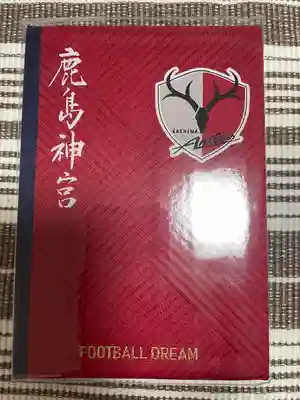 鹿島神宮
KASHIMA
Antlers
FOOTBALL DREAM